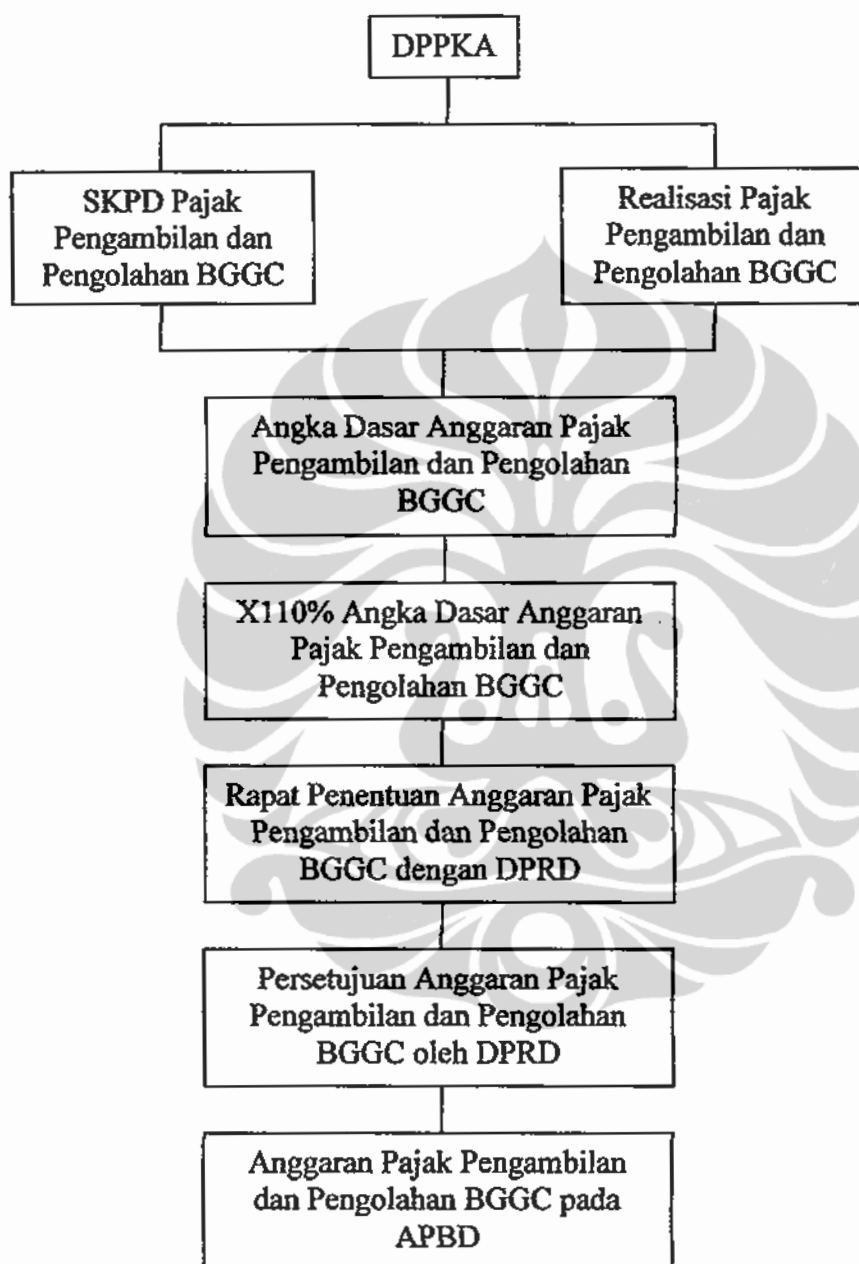 DPPKA
SKPD Pajak
Pengambilan dan
Pengolahan BGGC
Realisasi Pajak
Pengambilan dan
Pengolahan BGGC
Angka Dasar Anggaran Pajak
Pengambilan dan Pengolahan
BGGC
X110% Angka Dasar Anggaran
Pajak Pengambilan dan
Pengolahan BGGC
Rapat Penentuan Anggaran Pajak
Pengambilan dan Pengolahan
BGGC dengan DPRD
Persetujuan Anggaran Pajak
Pengambilan dan Pengolahan
BGGC oleh DPRD
Anggaran Pajak Pengambilan
dan Pengolahan BGGC pada
APBD